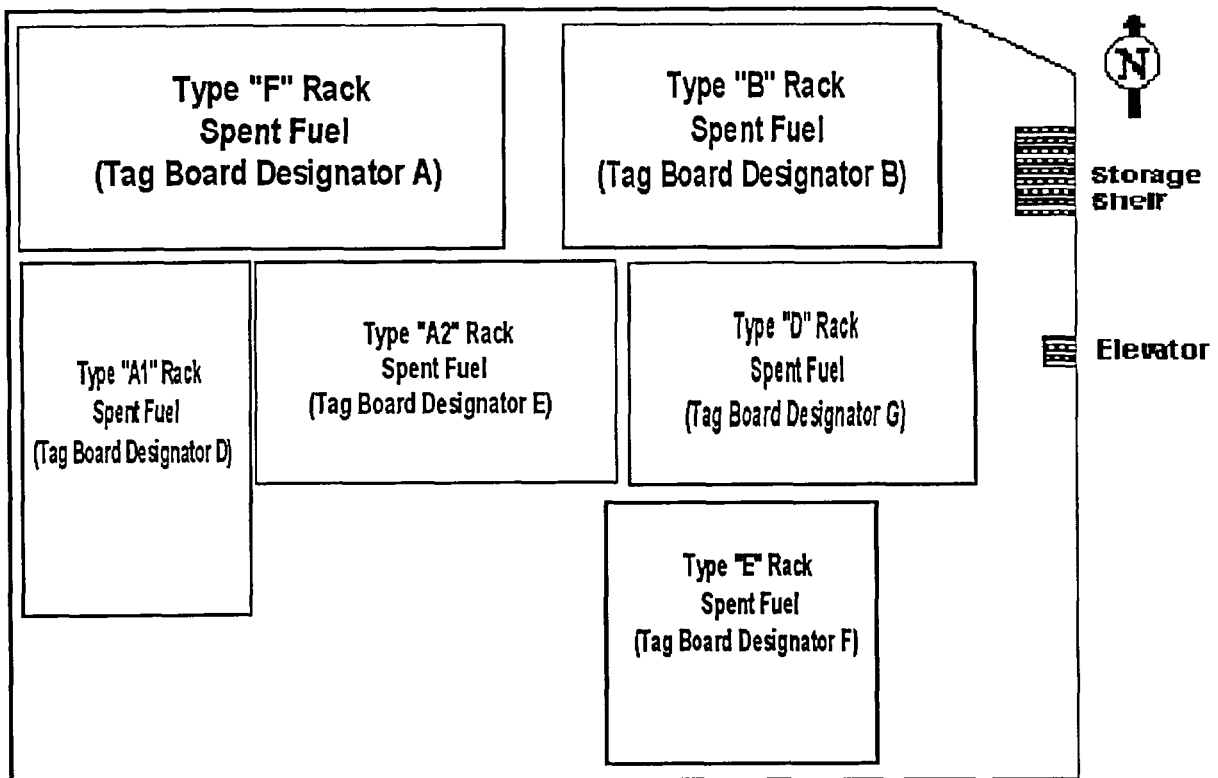 Type "F" Rack
Spent Fuel
(Tag Board Designator A)
Type "B" Rack
Spent Fuel
(Tag Board Designator B)
N
Storage
Shelf
Type "A1" Rack
Spent Fuel
(Tag Board Designator D)
Type "A2" Rack
Spent Fuel
(Tag Board Designator E)
Type "D" Rack
Spent Fuel
(Tag Board Designator G)
Elevator
Type "E" Rack
Spent Fuel
(Tag Board Designator F)